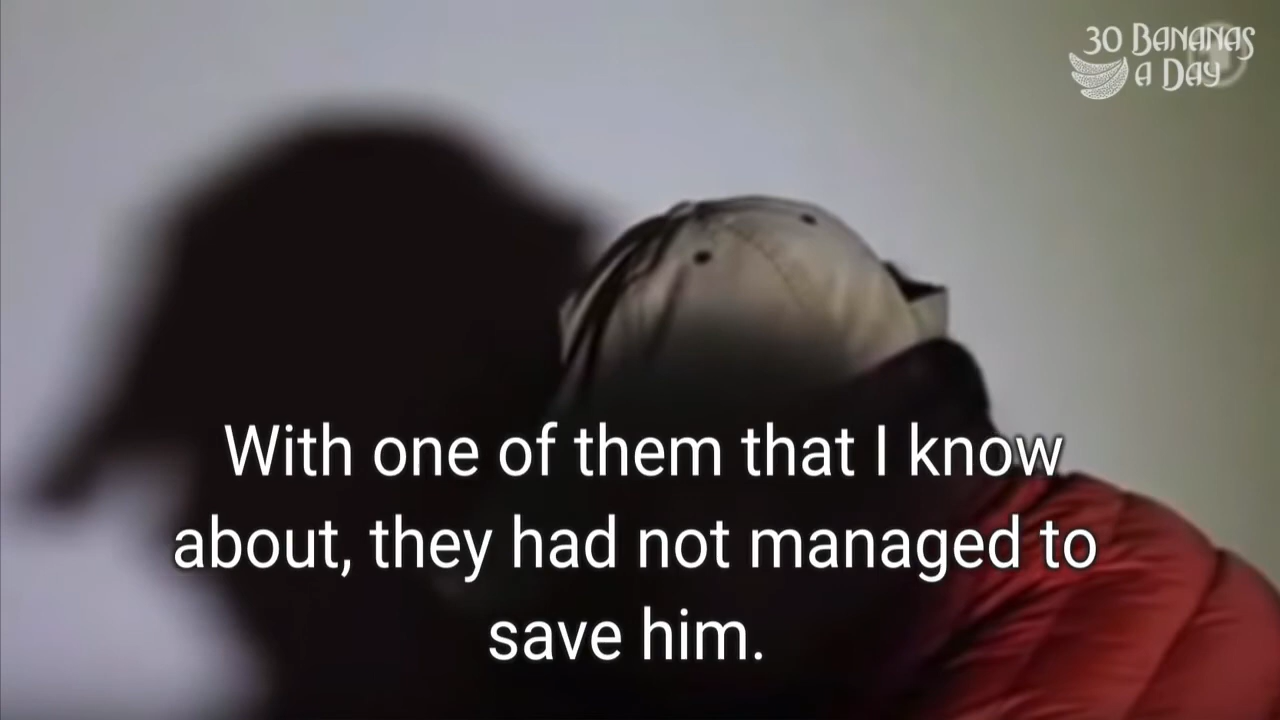 30 BANANAS
A DAY
With one of them that I know
about, they had not managed to
save him.